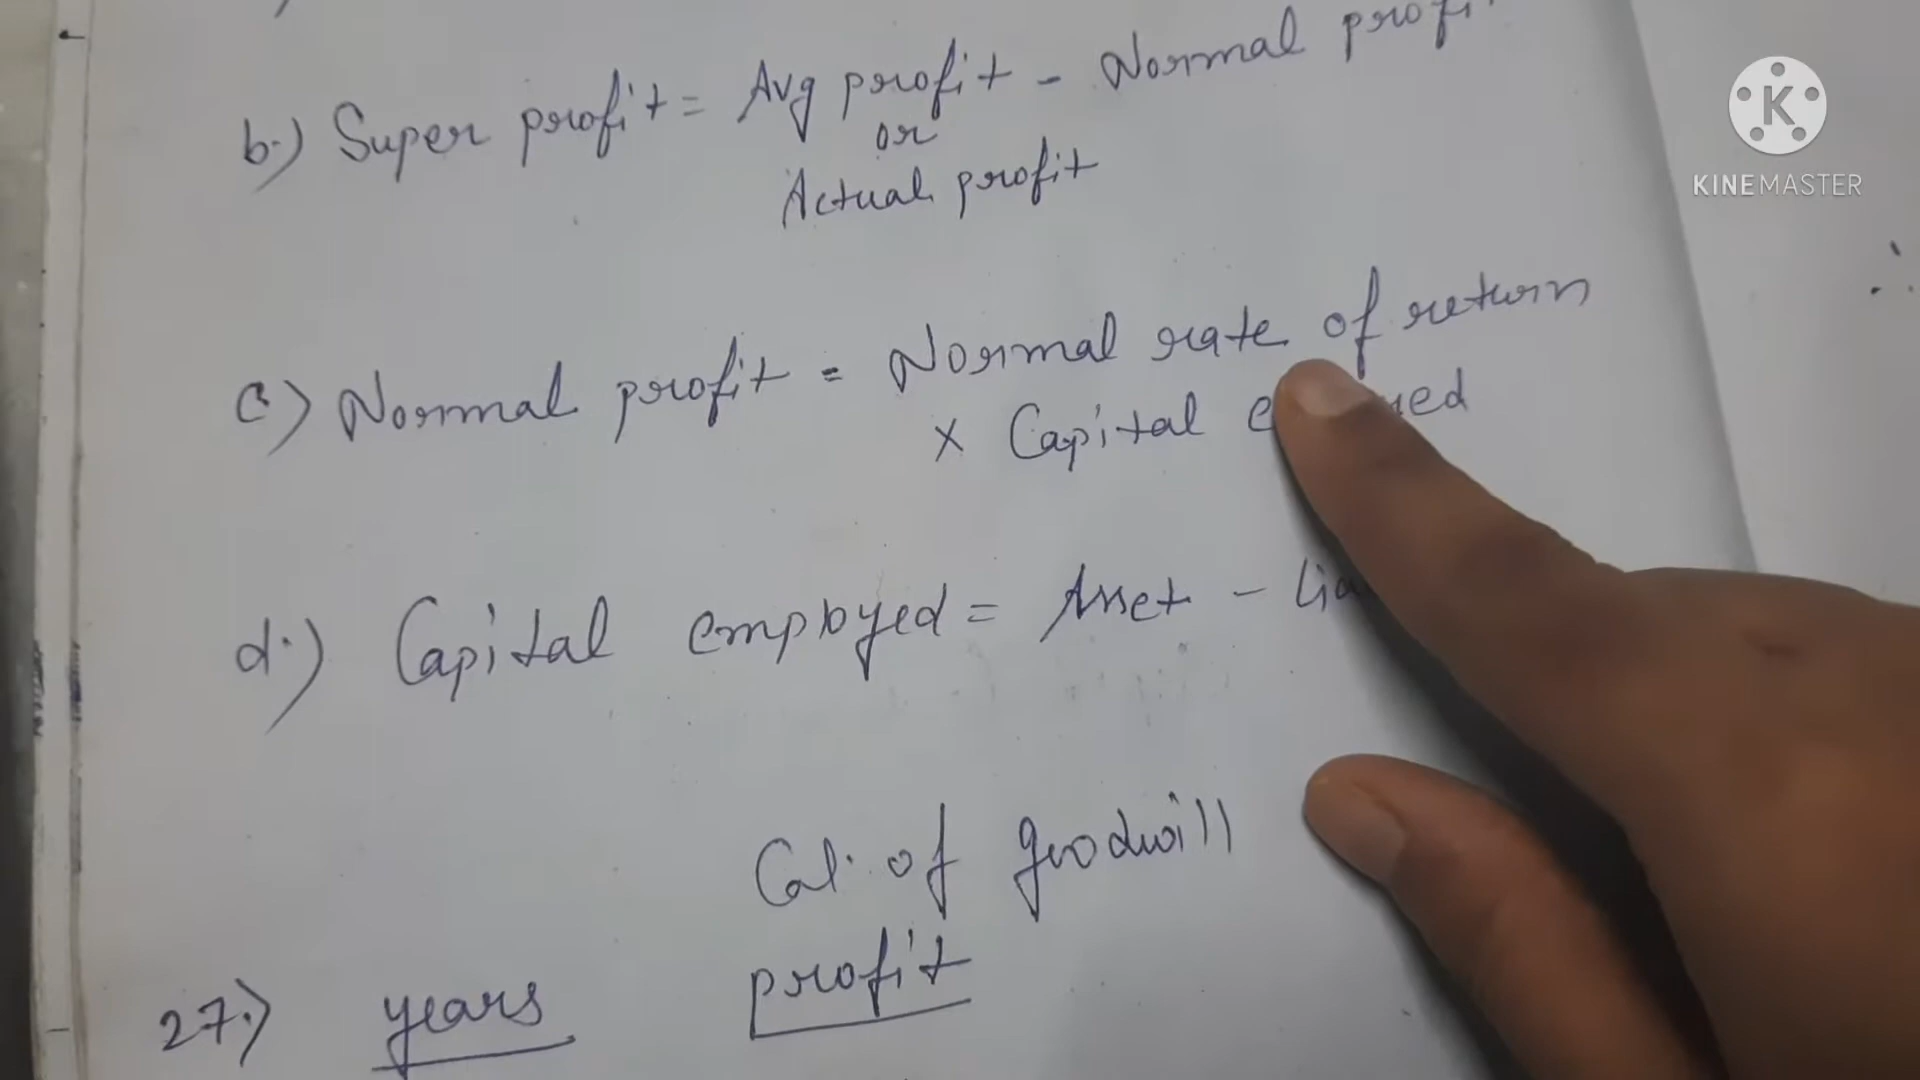 b.) Super profit = Avg profit - Normal
or
Actual profit
K
KINEMASTER
c) Normal profit = Normal rate of return
x Capital
d.) Capital employed = Asset -
Cal. of goodwill
27.) years profit